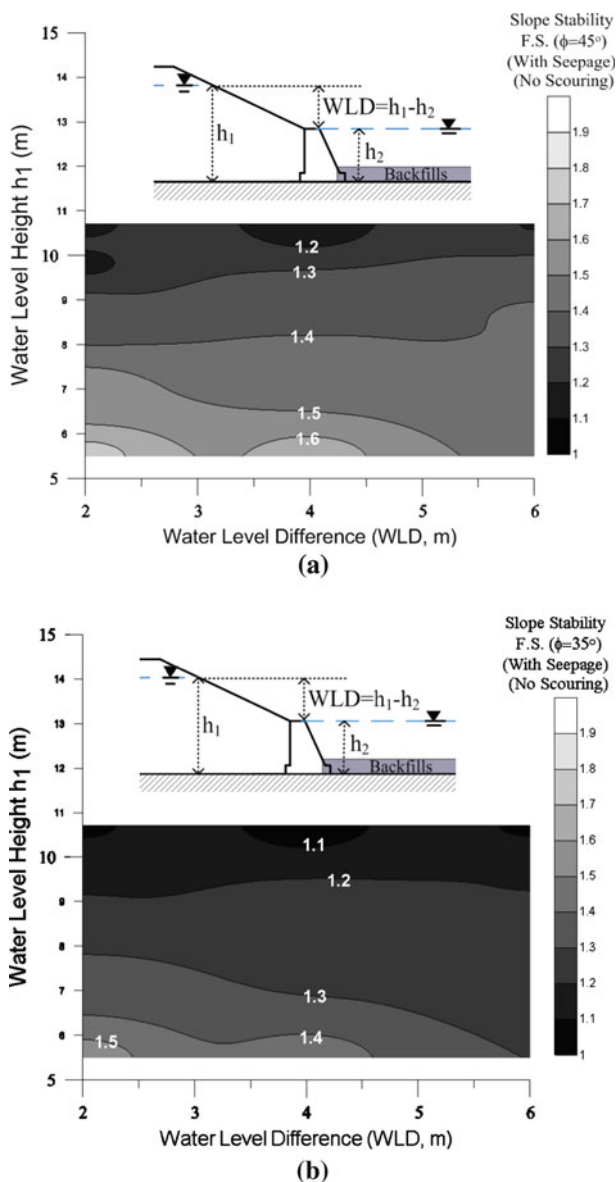 Slope Stability
F.S. (ϕ=45°)
(With Seepage)
(No Scouring)
15
14
13
12
11
10
9
8
7
6
5
Water Level Height h1 (m)
WLD=h1-h2
h1
h2
Backfills
1.2
1.3
1.4
1.5
1.6
1.9
1.8
1.7
1.6
1.5
1.4
1.3
1.2
1.1
1
2 3 4 5 6
Water Level Difference (WLD, m)
(a)
Slope Stability
F.S. (ϕ=35°)
(With Seepage)
(No Scouring)
15
14
13
12
11
10
9
8
7
6
5
Water Level Height h1 (m)
WLD=h1-h2
h1
h2
Backfills
1.1
1.2
1.3
1.4
1.5
1.9
1.8
1.7
1.6
1.5
1.4
1.3
1.2
1.1
1
2 3 4 5 6
Water Level Difference (WLD, m)
(b)